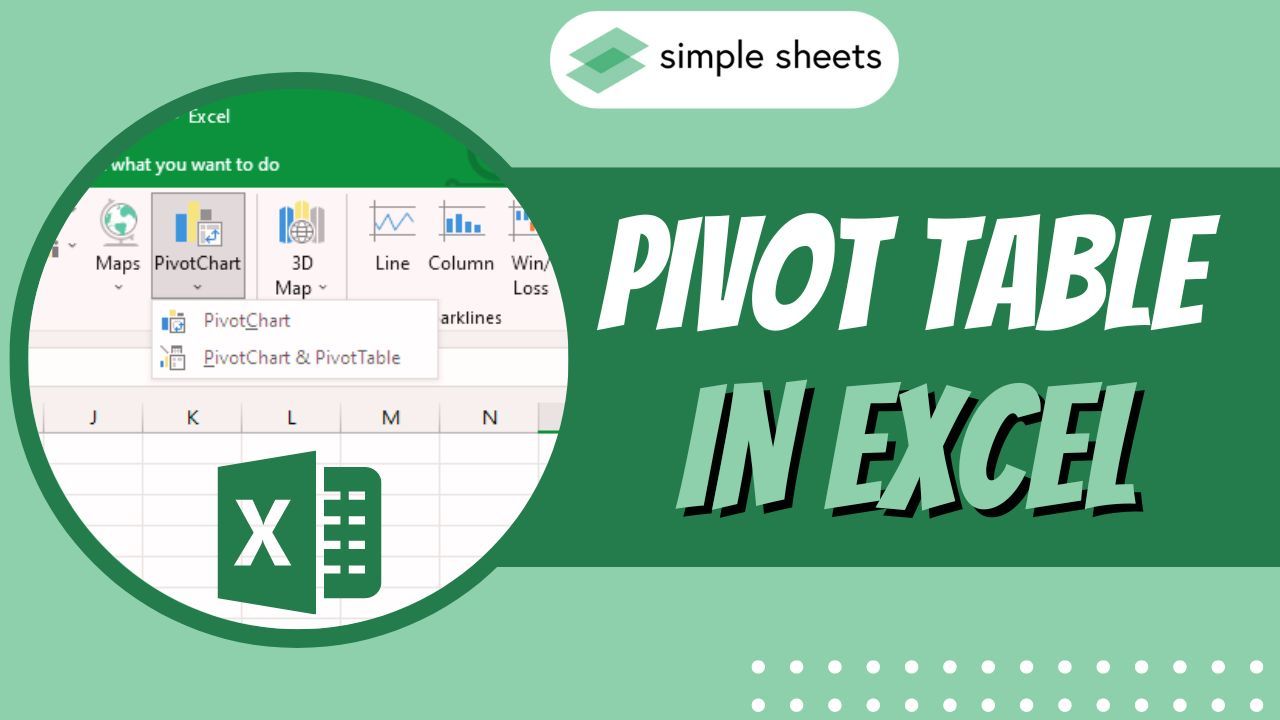 simple sheets
Excel
what you want to do
Maps
PivotChart
3D
Map
Line
Column
Win/
Loss
PivotChart
PivotChart & PivotTable
arklines
J K L M N
X
PIVOT TABLE
IN EXCEL